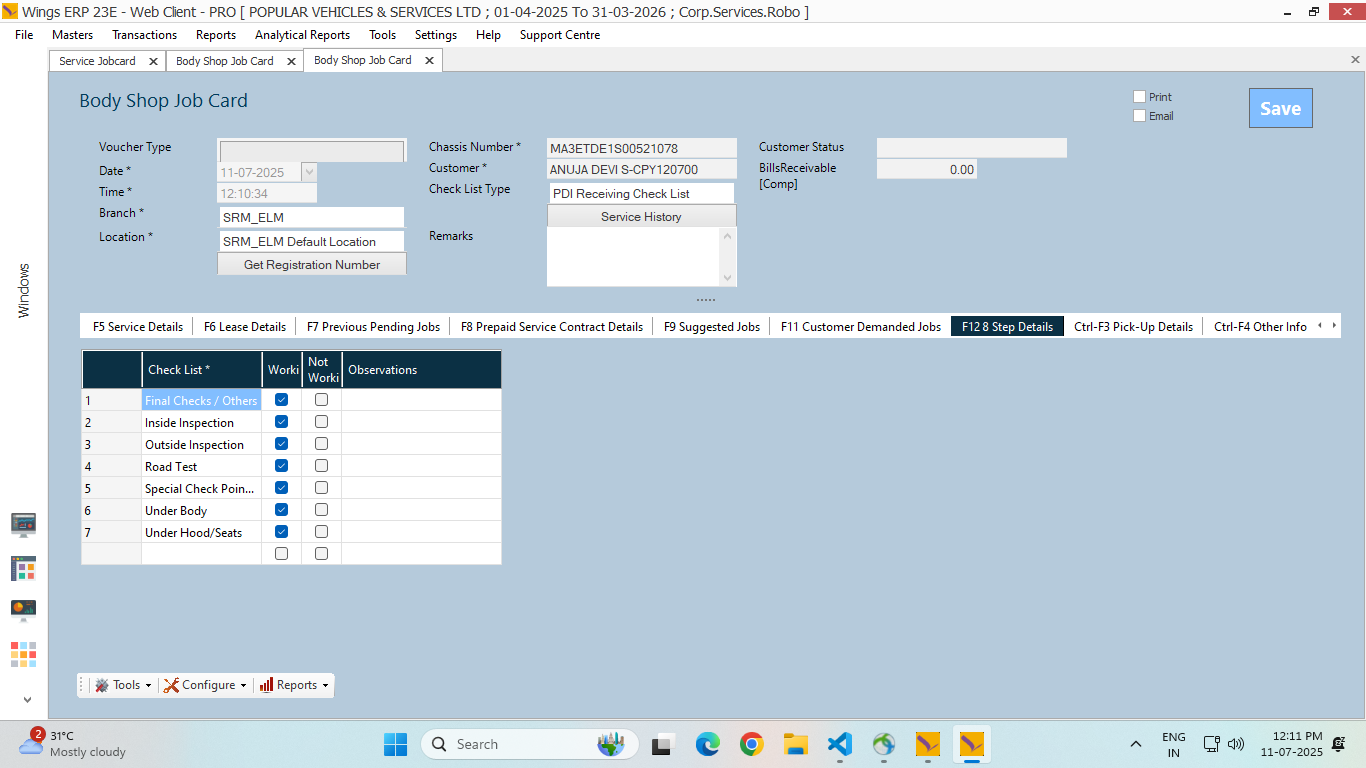 Wings ERP 23E - Web Client - PRO [ POPULAR VEHICLES & SERVICES LTD ; 01-04-2025 To 31-03-2026 ; Corp.Services.Robo ]
File Masters Transactions Reports Analytical Reports Tools Settings Help Support Centre
Service Jobcard Body Shop Job Card Body Shop Job Card
Body Shop Job Card
Print
Email
Save
Voucher Type
Date * 11-07-2025
Time * 12:10:34
Branch * SRM_ELM
Location * SRM_ELM Default Location
Get Registration Number
Chassis Number * MA3ETDE1S00521078
Customer * ANUJA DEVI S-CPY120700
Check List Type PDI Receiving Check List
Service History
Remarks
Customer Status
BillsReceivable [Comp] 0.00
Windows
F5 Service Details F6 Lease Details F7 Previous Pending Jobs F8 Prepaid Service Contract Details F9 Suggested Jobs F11 Customer Demanded Jobs F12 8 Step Details Ctrl-F3 Pick-Up Details Ctrl-F4 Other Info
Check List * Worki Not Worki Observations
1 Final Checks / Others
2 Inside Inspection
3 Outside Inspection
4 Road Test
5 Special Check Poin...
6 Under Body
7 Under Hood/Seats
Tools Configure Reports
2 31°C
Mostly cloudy
Search
ENG
IN
12:11 PM
11-07-2025